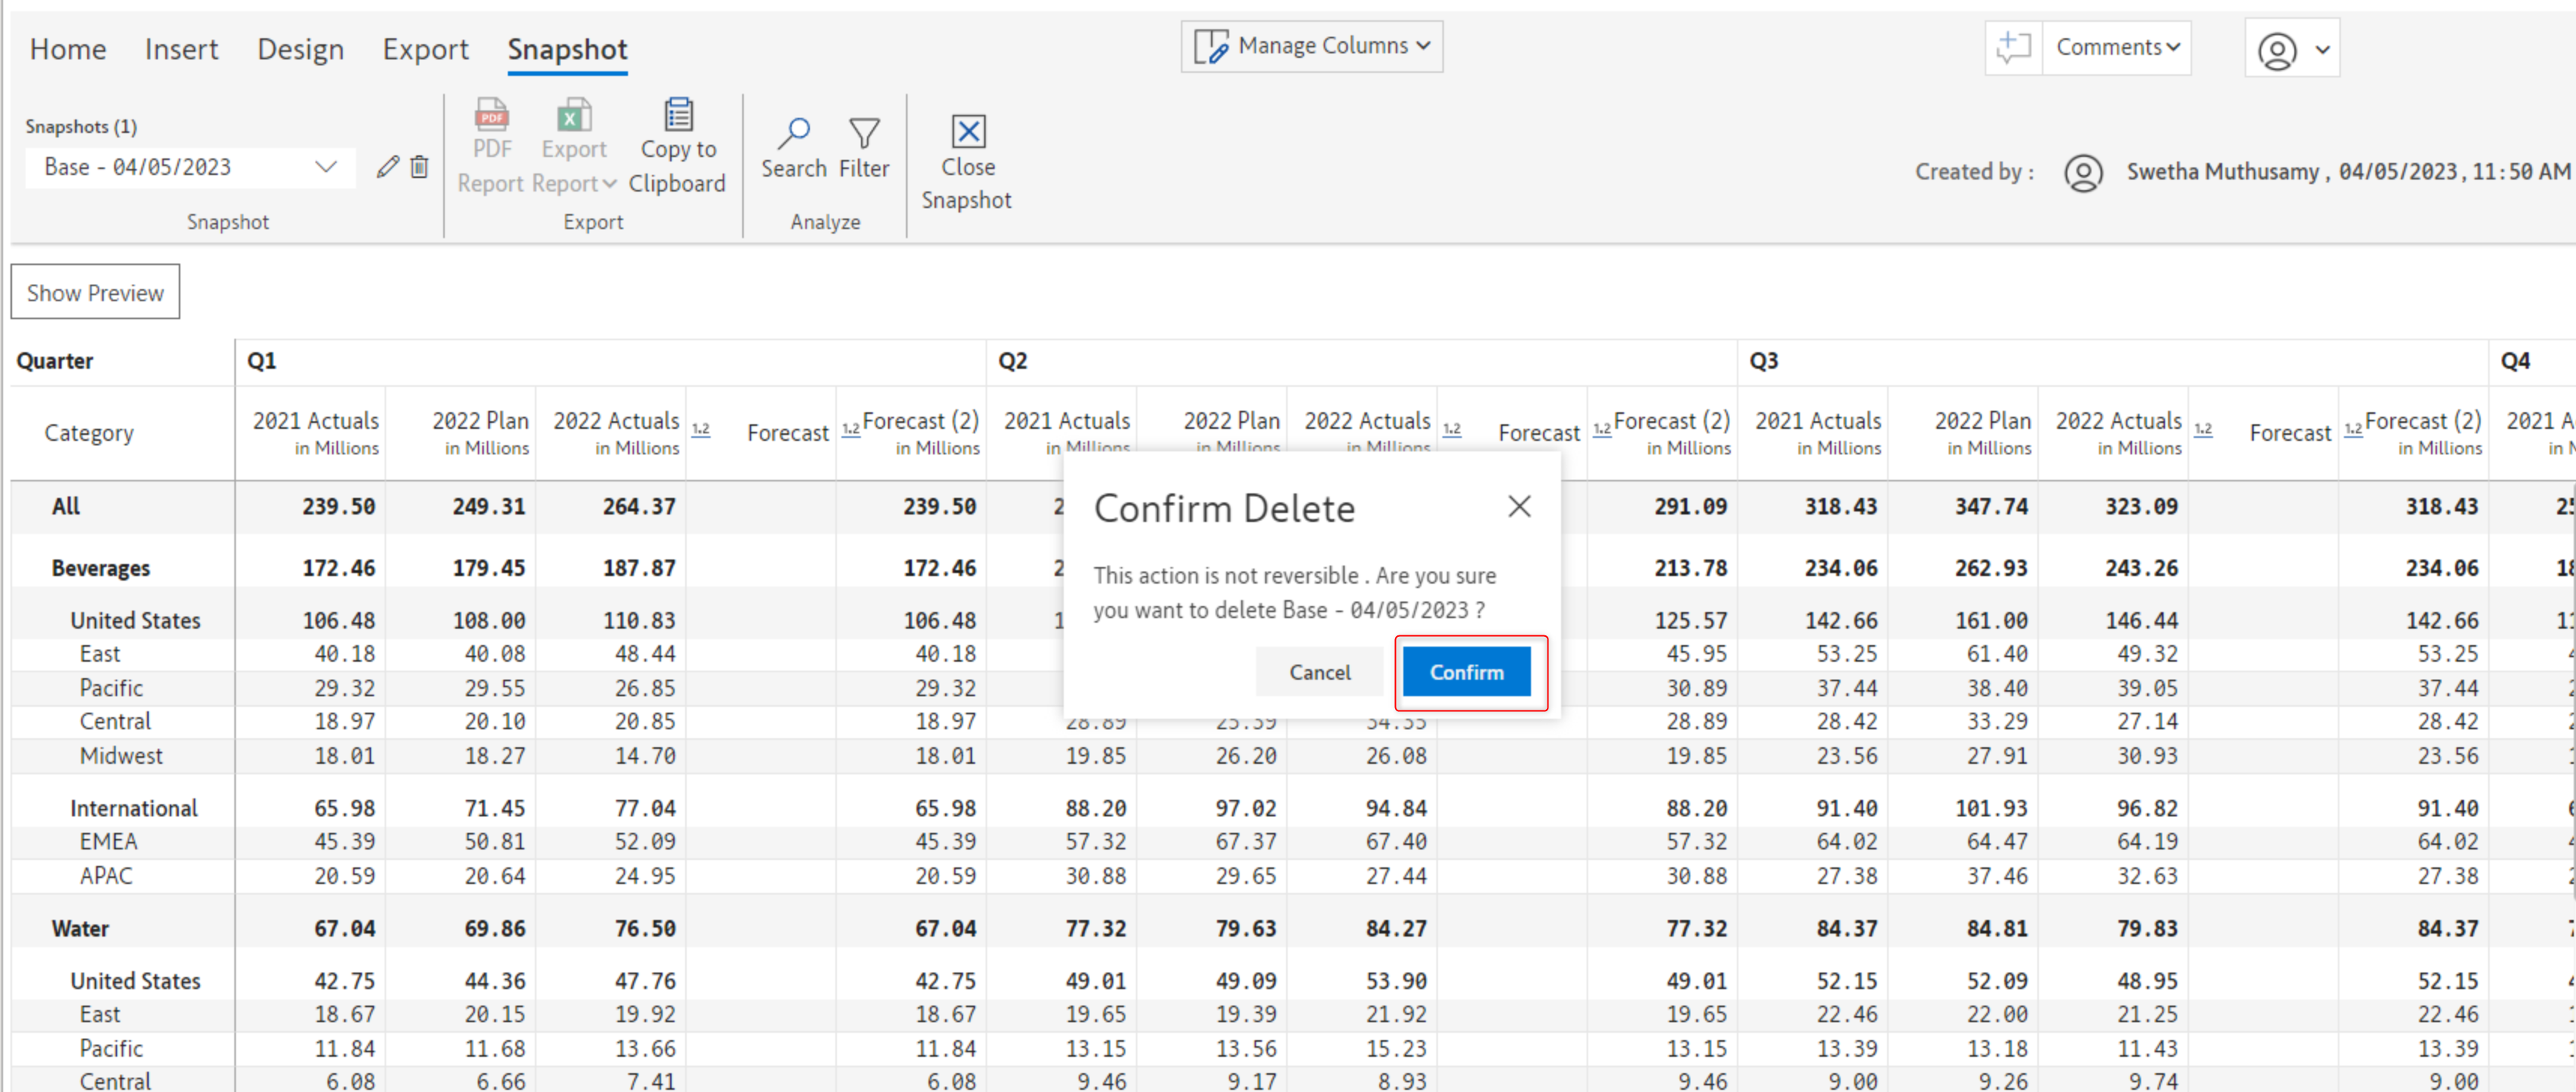 Home Insert Design Export Snapshot
Manage Columns
Comments
Snapshots (1)
Base - 04/05/2023
Snapshot
PDF Report
Export Report
Copy to Clipboard
Export
Search Filter
Analyze
Close Snapshot
Created by : Swetha Muthusamy , 04/05/2023, 11:50 AM
Show Preview
Quarter Q1 Q2 Q3 Q4
Category 2021 Actuals in Millions 2022 Plan in Millions 2022 Actuals in Millions 1.2 Forecast 1.2 Forecast (2) in Millions 2021 Actuals in Millions 2022 Plan in Millions 2022 Actuals in Millions 1.2 Forecast 1.2 Forecast (2) in Millions 2021 Actuals in Millions 2022 Plan in Millions 2022 Actuals in Millions 1.2 Forecast 1.2 Forecast (2) in Millions 2021
All 239.50 249.31 264.37 239.50 291.09 318.43 347.74 323.09 318.43
Beverages 172.46 179.45 187.87 172.46 213.78 234.06 262.93 243.26 234.06
United States 106.48 108.00 110.83 106.48 125.57 142.66 161.00 146.44 142.66
East 40.18 40.08 48.44 40.18 45.95 53.25 61.40 49.32 53.25
Pacific 29.32 29.55 26.85 29.32 30.89 37.44 38.40 39.05 37.44
Central 18.97 20.10 20.85 18.97 28.89 25.39 34.35 28.89 28.42 33.29 27.14 28.42
Midwest 18.01 18.27 14.70 18.01 19.85 26.20 26.08 19.85 23.56 27.91 30.93 23.56
International 65.98 71.45 77.04 65.98 88.20 97.02 94.84 88.20 91.40 101.93 96.82 91.40
EMEA 45.39 50.81 52.09 45.39 57.32 67.37 67.40 57.32 64.02 64.47 64.19 64.02
APAC 20.59 20.64 24.95 20.59 30.88 29.65 27.44 30.88 27.38 37.46 32.63 27.38
Water 67.04 69.86 76.50 67.04 77.32 79.63 84.27 77.32 84.37 84.81 79.83 84.37
United States 42.75 44.36 47.76 42.75 49.01 49.09 53.90 49.01 52.15 52.09 48.95 52.15
East 18.67 20.15 19.92 18.67 19.65 19.39 21.92 19.65 22.46 22.00 21.25 22.46
Pacific 11.84 11.68 13.66 11.84 13.15 13.56 15.23 13.15 13.39 13.18 11.43 13.39
Central 6.08 6.66 7.41 6.08 9.46 9.17 8.93 9.46 9.00 9.26 9.74 9.00
Confirm Delete
This action is not reversible . Are you sure
you want to delete Base - 04/05/2023 ?
Cancel Confirm